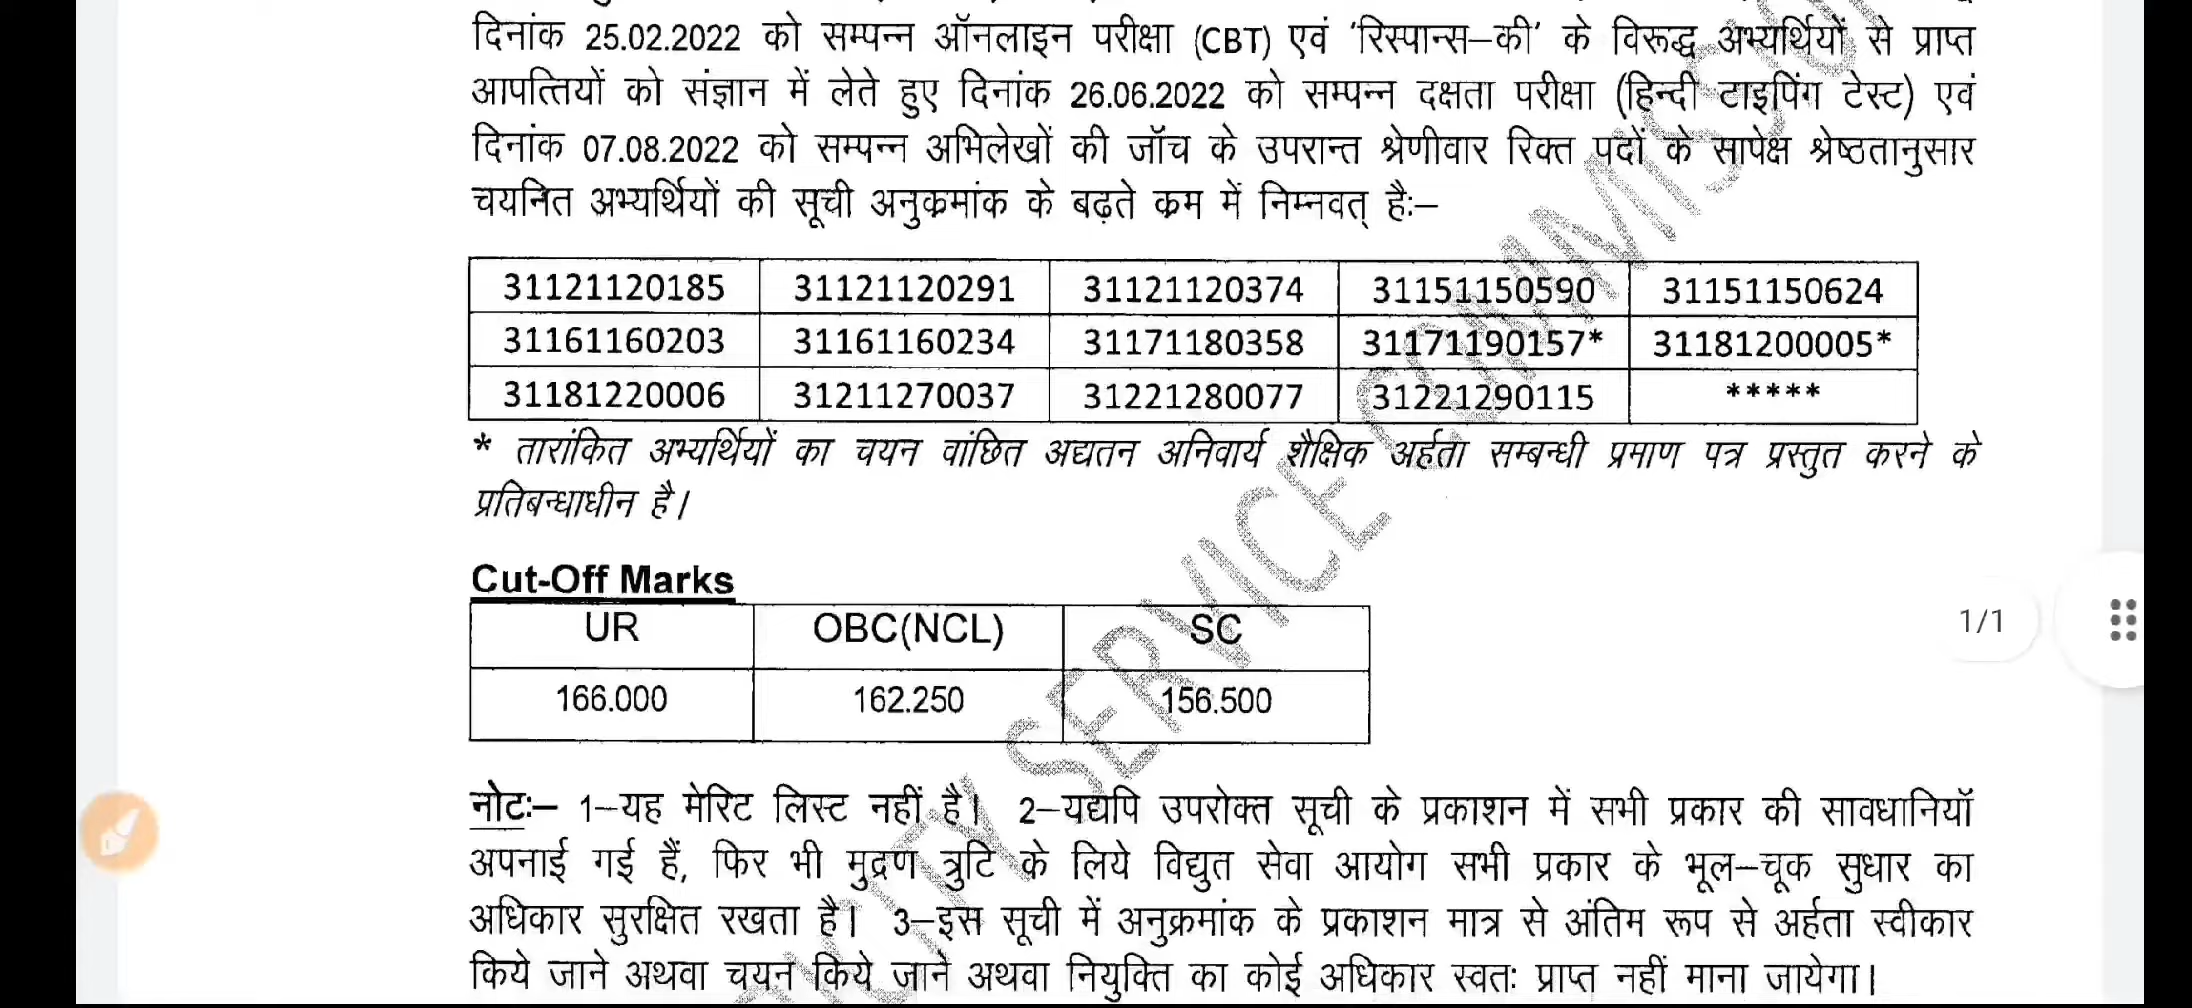 दिनांक 25.02.2022 को सम्पन्न ऑनलाइन परीक्षा (CBT) एवं 'रिस्पान्स–की' के विरूद्ध अभ्यर्थियों से प्राप्त
आपत्तियों को संज्ञान में लेते हुए दिनांक 26.06.2022 को सम्पन्न दक्षता परीक्षा (हिन्दी टाइपिंग टेस्ट) एवं
दिनांक 07.08.2022 को सम्पन्न अभिलेखों की जॉच के उपरान्त श्रेणीवार रिक्त पदों के सापेक्ष श्रेष्ठतानुसार
चयनित अभ्यर्थियों की सूची अनुक्रमांक के बढ़ते क्रम में निम्नवत् हैः–
31121120185 31121120291 31121120374 31151150590 31151150624
31161160203 31161160234 31171180358 31171190157* 31181200005*
31181220006 31211270037 31221280077 31221290115 *****
* तारांकित अभ्यर्थियों का चयन वांछित अद्यतन अनिवार्य शैक्षिक अर्हता सम्बन्धी प्रमाण पत्र प्रस्तुत करने के
प्रतिबन्धाधीन है।
Cut-Off Marks
UR OBC(NCL) SC
166.000 162.250 156.500
1/1
नोटः– 1–यह मेरिट लिस्ट नहीं है। 2–यद्यपि उपरोक्त सूची के प्रकाशन में सभी प्रकार की सावधानियॉ
अपनाई गई हैं, फिर भी मुद्रण त्रुटि के लिये विद्युत सेवा आयोग सभी प्रकार के भूल–चूक सुधार का
अधिकार सुरक्षित रखता है। 3–इस सूची में अनुक्रमांक के प्रकाशन मात्र से अंतिम रूप से अर्हता स्वीकार
किये जाने अथवा चयन किये जाने अथवा नियुक्ति का कोई अधिकार स्वतः प्राप्त नहीं माना जायेगा।